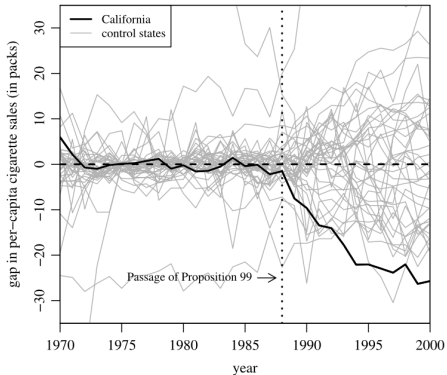 California
control states
gap in per−capita cigarette sales (in packs)
30
20
10
0
−10
−20
−30
Passage of Proposition 99
1970 1975 1980 1985 1990 1995 2000
year